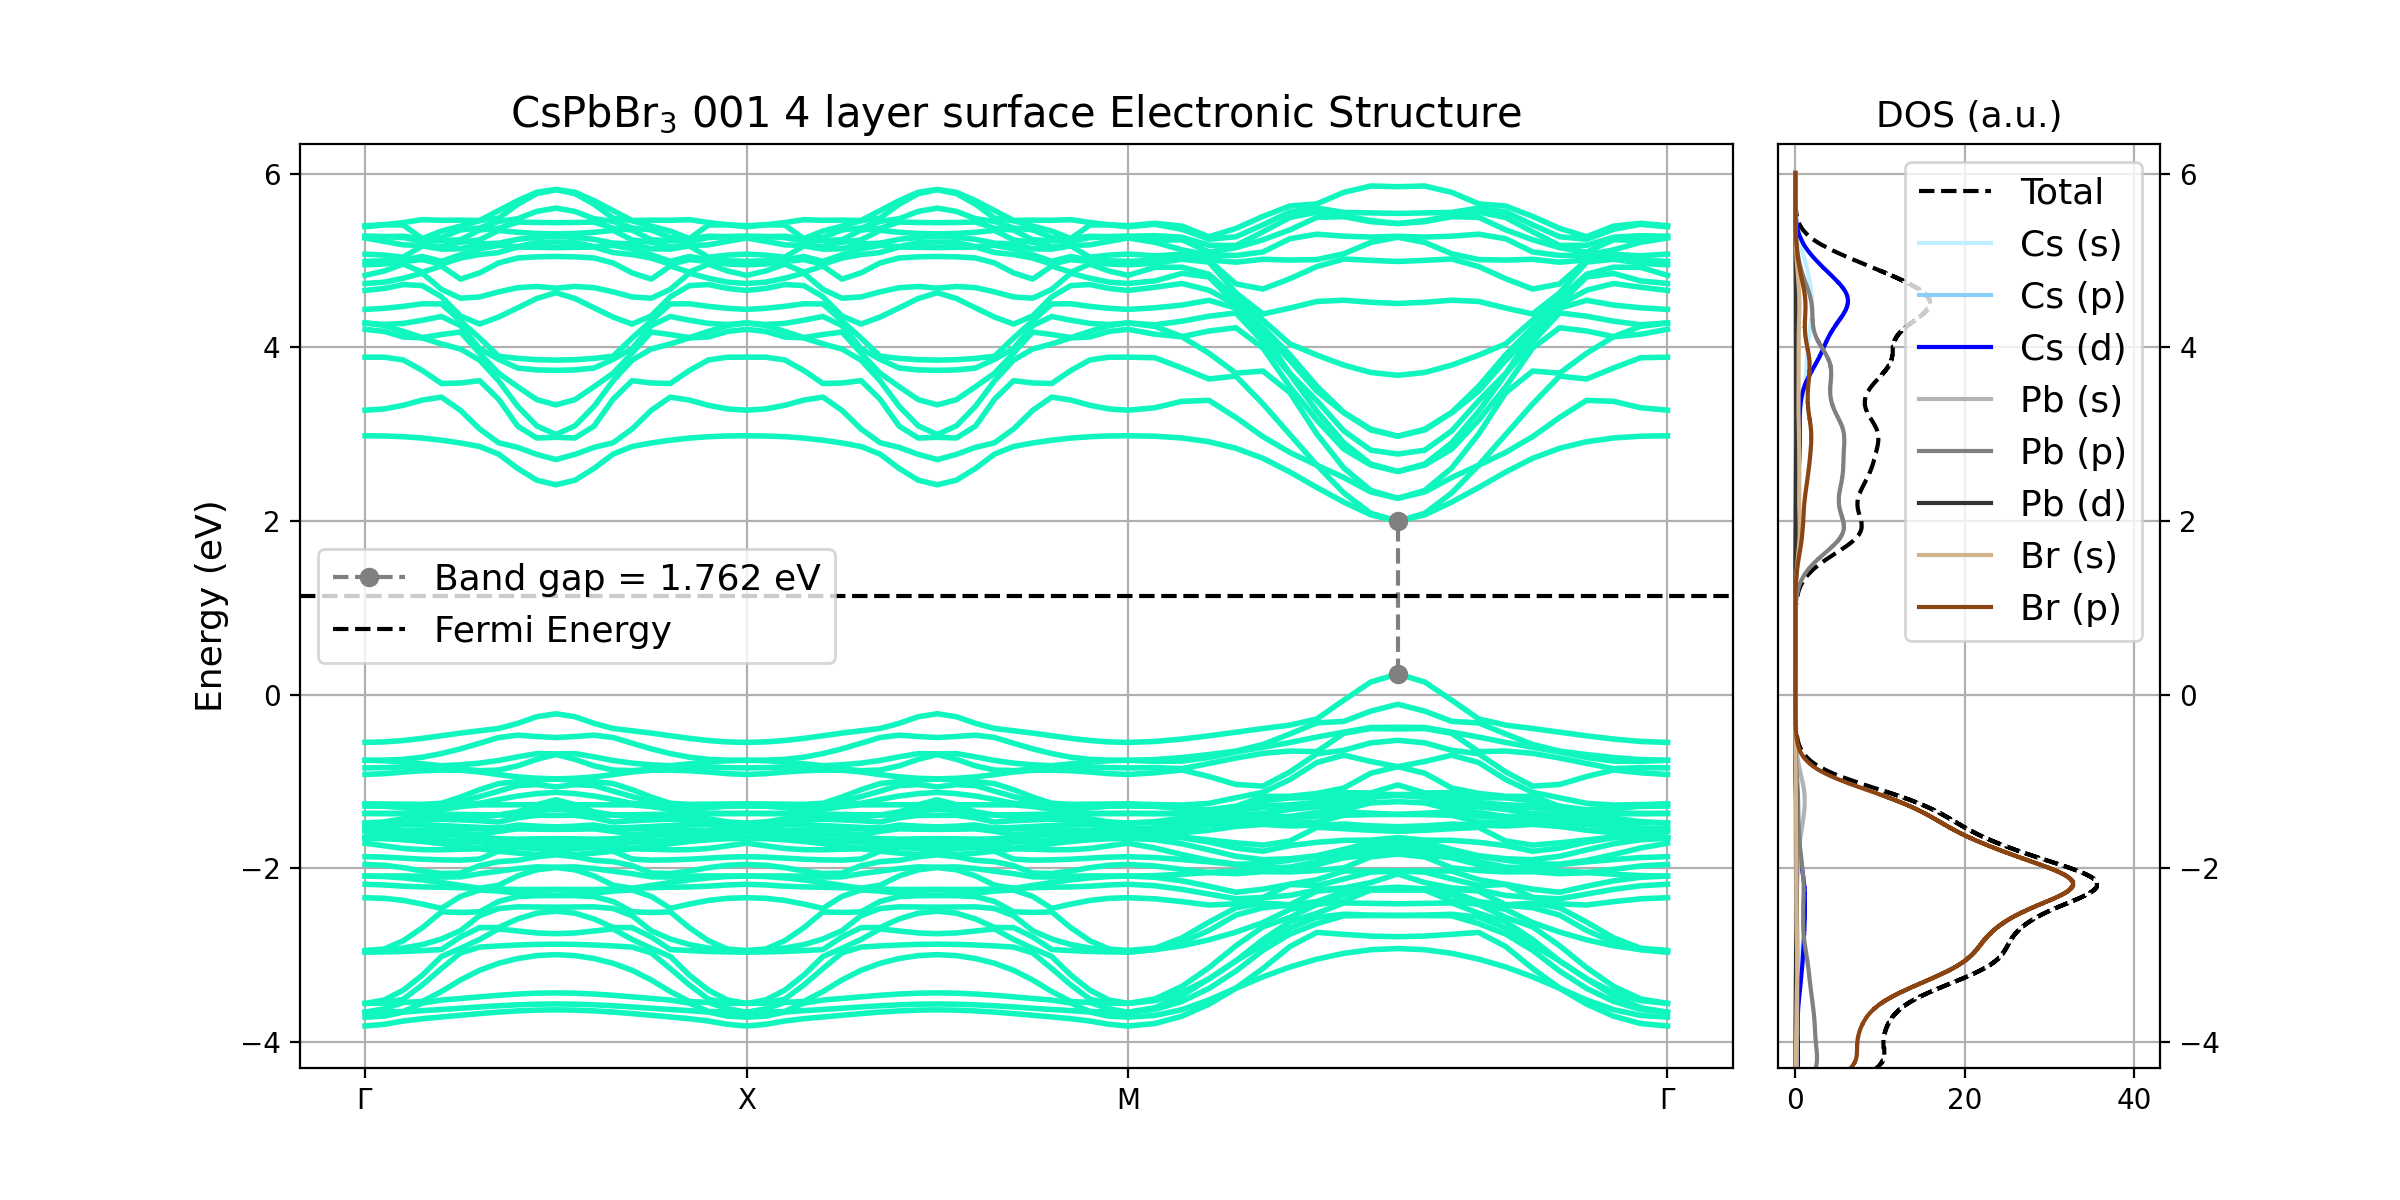 CsPbBr₃ 001 4 layer surface Electronic Structure
DOS (a.u.)
Energy (eV)
6
4
2
0
−2
−4
Γ
X
M
Γ
Band gap = 1.762 eV
Fermi Energy
Total
Cs (s)
Cs (p)
Cs (d)
Pb (s)
Pb (p)
Pb (d)
Br (s)
Br (p)
6
4
2
0
−2
−4
0
20
40